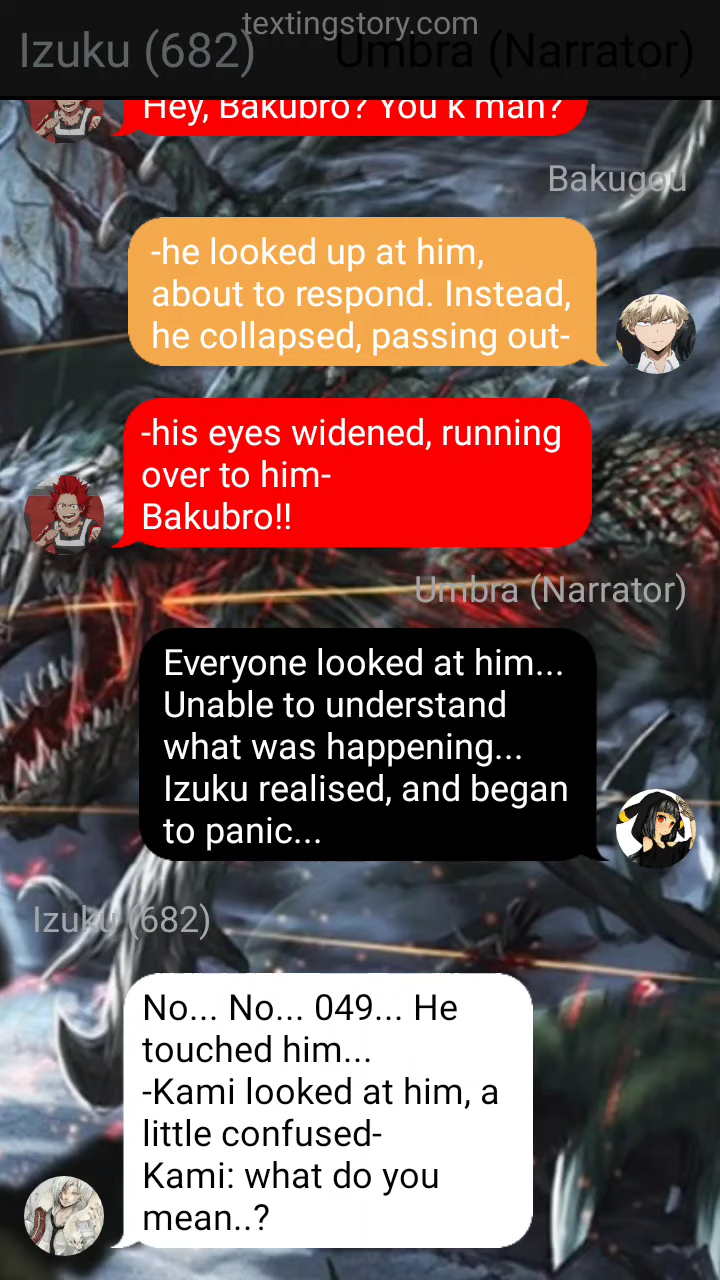 textingstory.com
Izuku (682)
Umbra (Narrator)
Hey, Bakubro? You k man?
Bakugou
-he looked up at him,
about to respond. Instead,
he collapsed, passing out-
-his eyes widened, running
over to him-
Bakubro!!
Umbra (Narrator)
Everyone looked at him...
Unable to understand
what was happening...
Izuku realised, and began
to panic...
Izuku (682)
No... No... 049... He
touched him...
-Kami looked at him, a
little confused-
Kami: what do you
mean..?